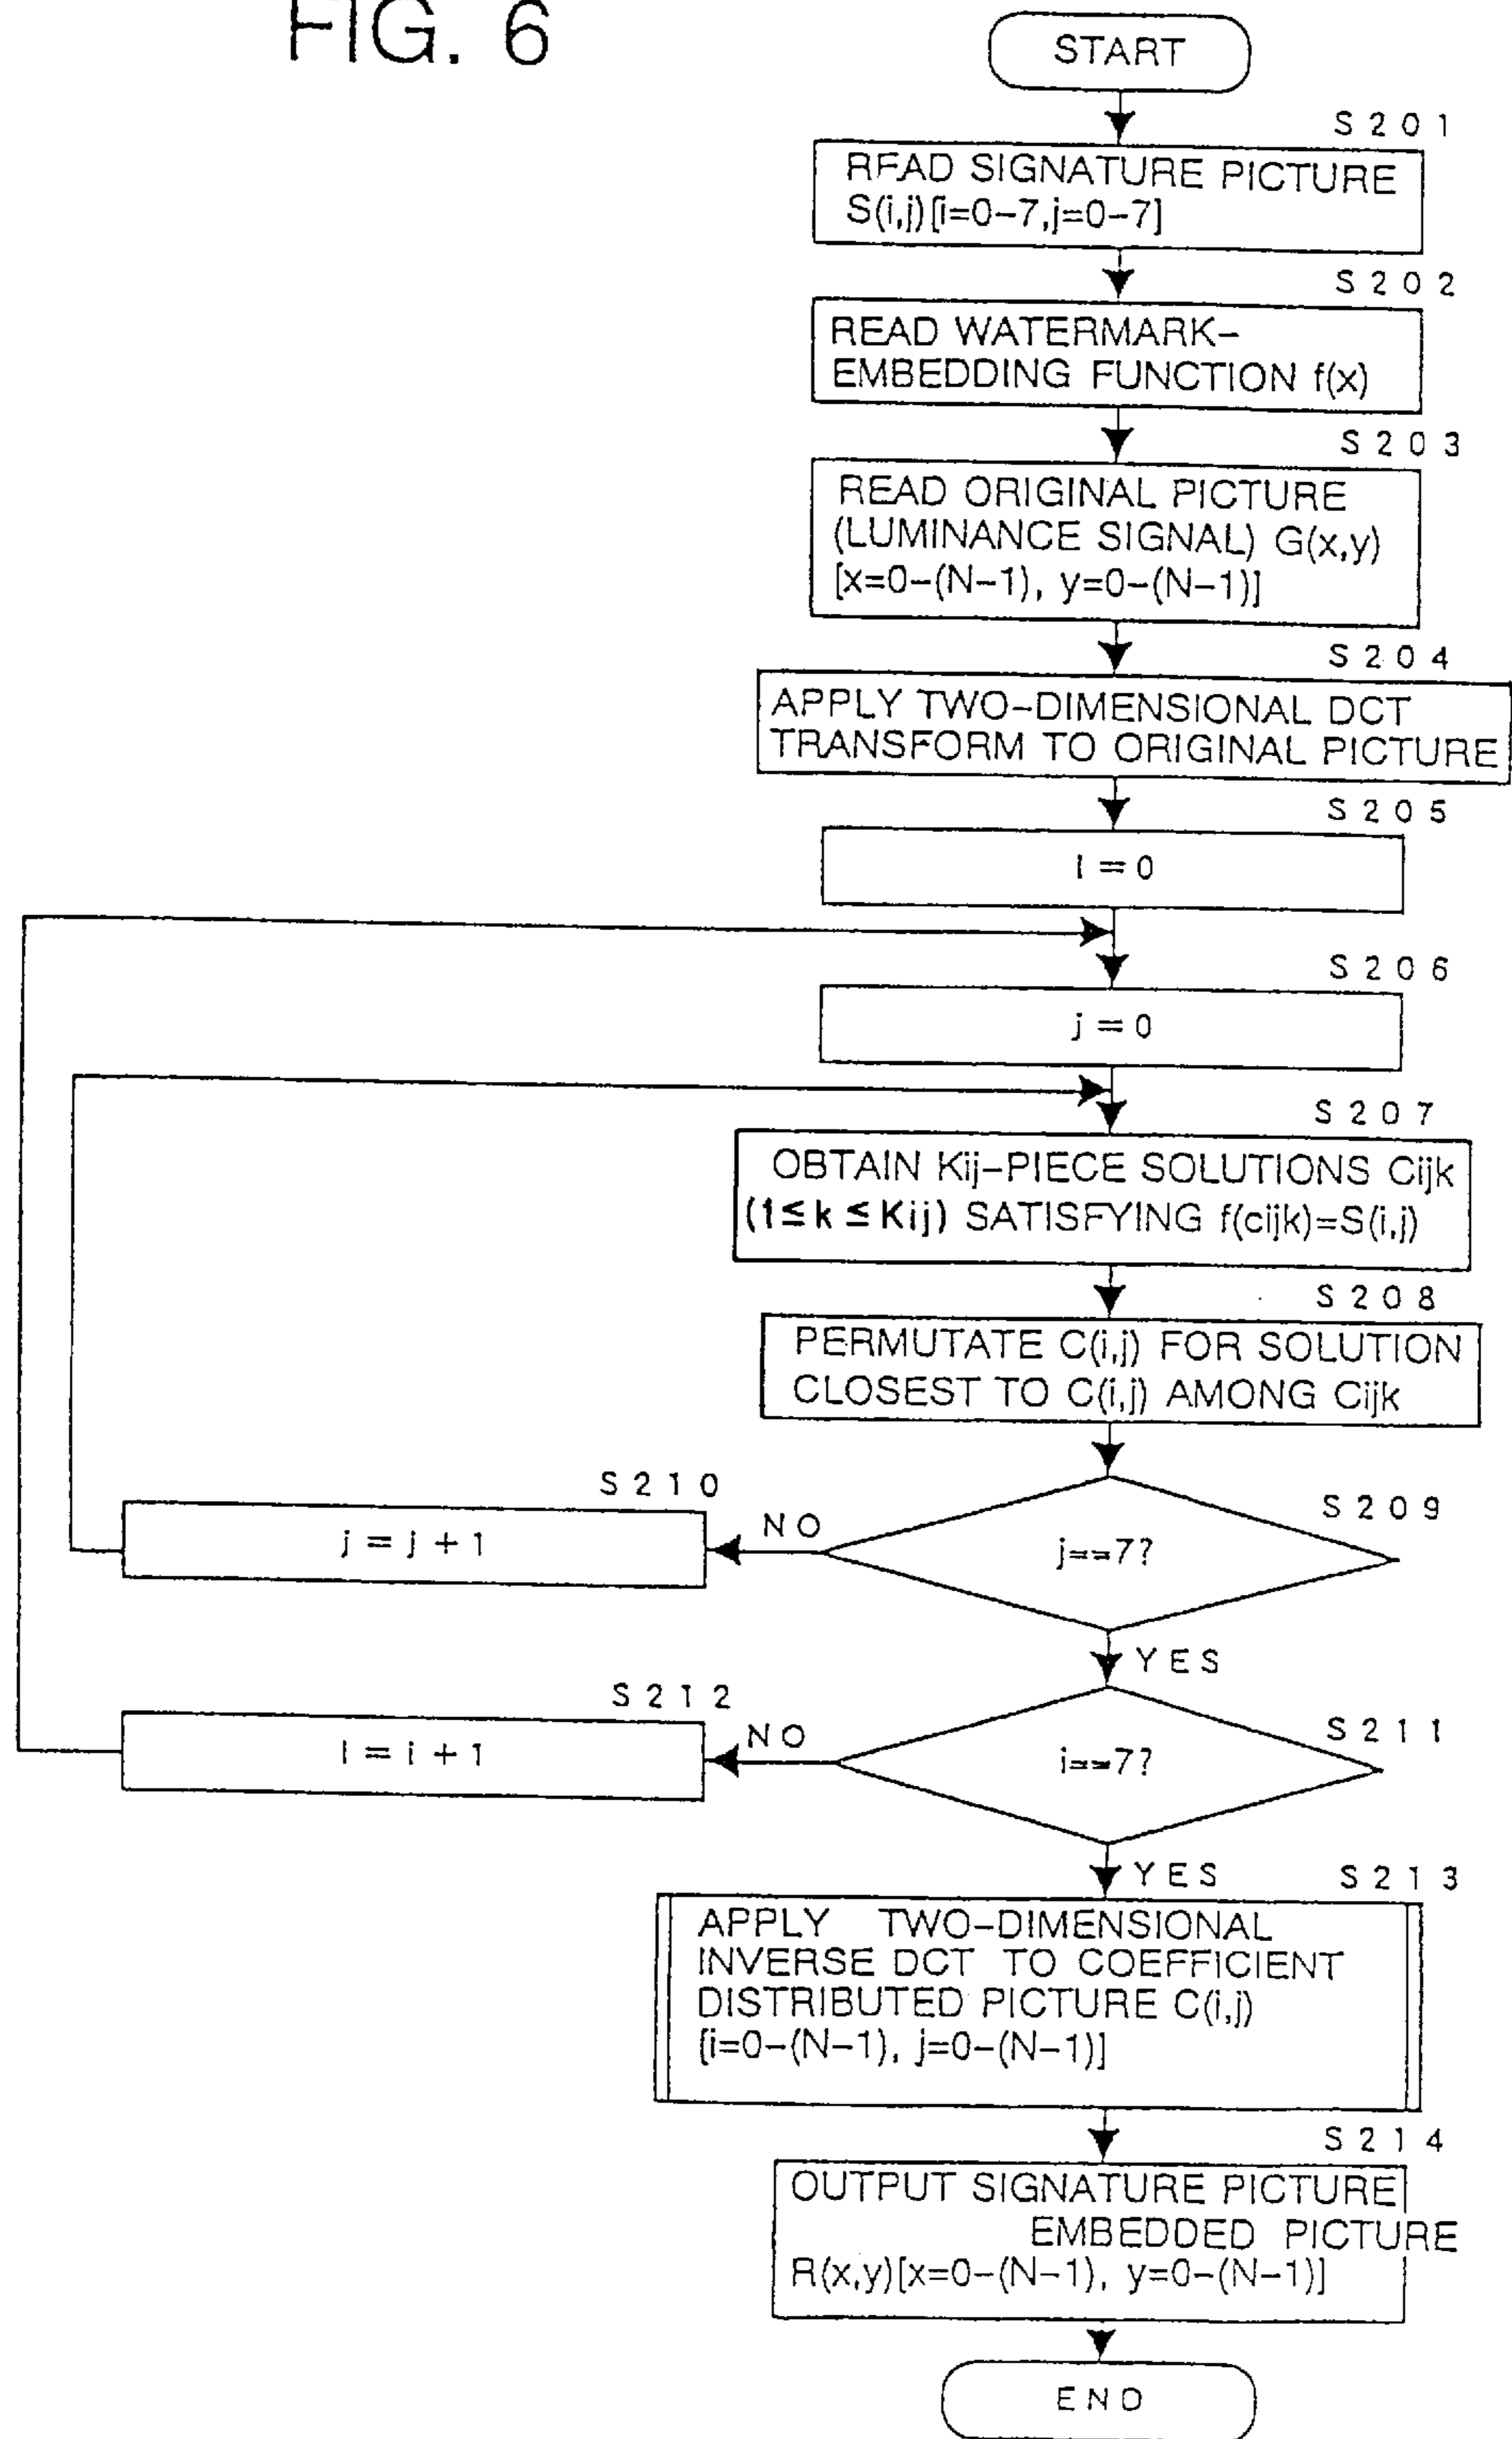 FIG. 6
START
S201
READ SIGNATURE PICTURE
S(i,j)[i=0-7,j=0-7]
S202
READ WATERMARK-
EMBEDDING FUNCTION f(x)
S203
READ ORIGINAL PICTURE
(LUMINANCE SIGNAL) G(x,y)
[x=0-(N-1), y=0-(N-1)]
S204
APPLY TWO-DIMENSIONAL DCT
TRANSFORM TO ORIGINAL PICTURE
S205
i=0
S206
j=0
S207
OBTAIN Kij-PIECE SOLUTIONS Cijk
(1≤k≤Kij) SATISFYING f(cijk)=S(i,j)
S208
PERMUTATE C(i,j) FOR SOLUTION
CLOSEST TO C(i,j) AMONG Cijk
S209
j==7?
NO
S210
j=j+1
YES
S211
i==7?
NO
S212
i=i+1
YES
S213
APPLY TWO-DIMENSIONAL
INVERSE DCT TO COEFFICIENT
DISTRIBUTED PICTURE C(i,j)
[i=0-(N-1), j=0-(N-1)]
S214
OUTPUT SIGNATURE PICTURE
EMBEDDED PICTURE
R(x,y)[x=0-(N-1), y=0-(N-1)]
END